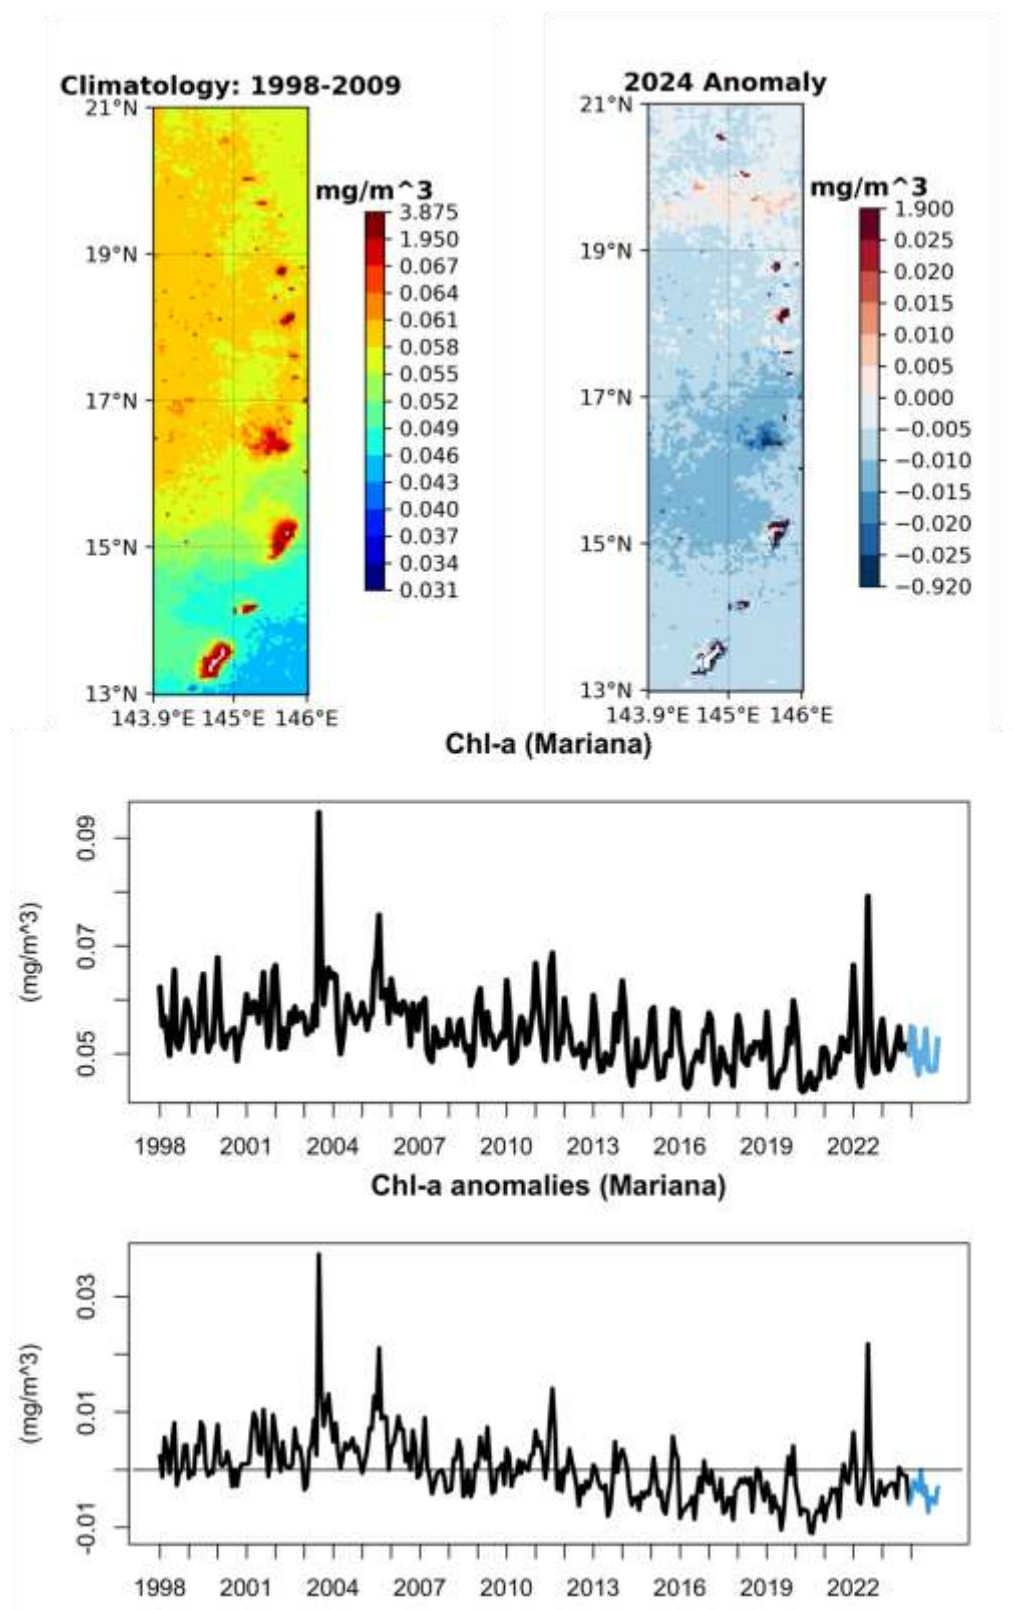 Climatology: 1998-2009
21°N
19°N
17°N
15°N
13°N
143.9°E 145°E 146°E
mg/m^3
3.875
1.950
0.067
0.064
0.061
0.058
0.055
0.052
0.049
0.046
0.043
0.040
0.037
0.034
0.031
2024 Anomaly
21°N
19°N
17°N
15°N
13°N
143.9°E 145°E 146°E
mg/m^3
1.900
0.025
0.020
0.015
0.010
0.005
0.000
−0.005
−0.010
−0.015
−0.020
−0.025
−0.920
Chl-a (Mariana)
(mg/m^3)
0.09
0.07
0.05
1998 2001 2004 2007 2010 2013 2016 2019 2022
Chl-a anomalies (Mariana)
(mg/m^3)
0.03
0.01
-0.01
1998 2001 2004 2007 2010 2013 2016 2019 2022